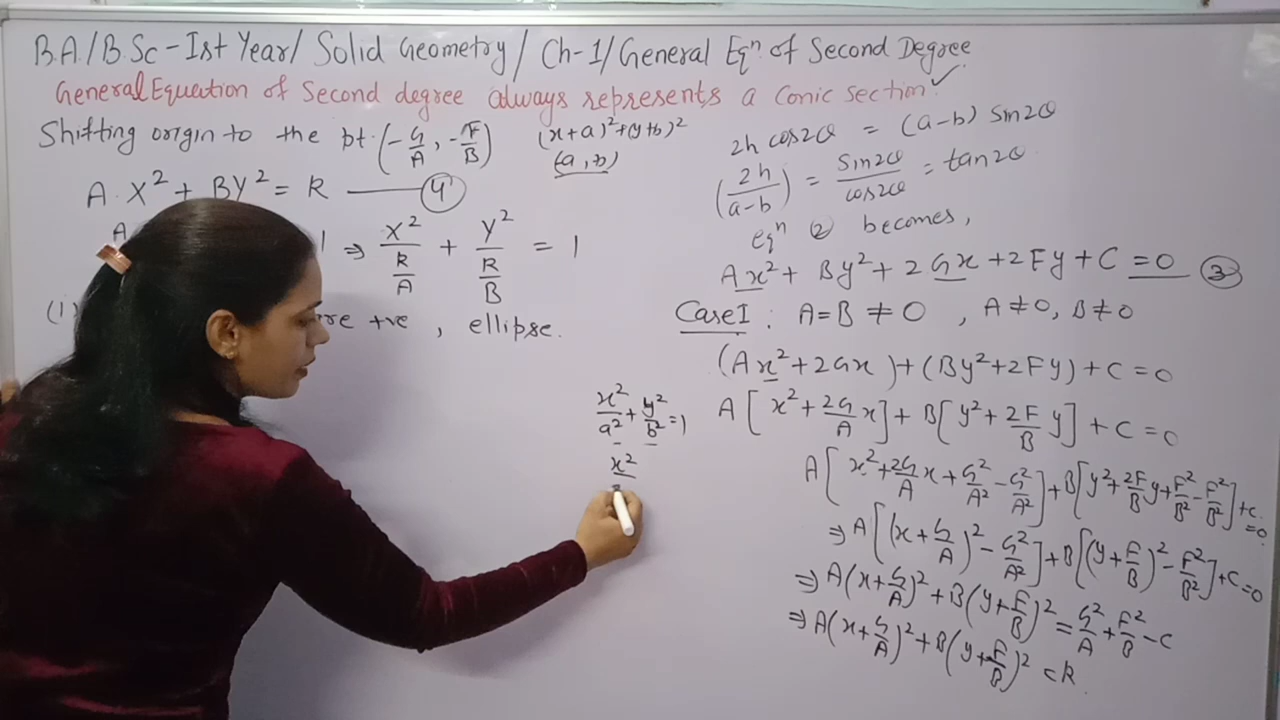 B.A/B.Sc - Ist Year/ Solid Geometry / Ch-1/General Eqⁿ of Second Degree
General Equation of Second degree always represents a Conic section ✓
Shifting origin to the pt. (-G/A, -F/B)
(x+a)²+(y+b)²
(a, b)
A.X² + BY² = K —— (4)
A
1 ⇒ X²/(K/A) + Y²/(K/B) = 1
(i)
re +ve , ellipse.
x²/a² + y²/b² = 1
x²
2h cos2θ = (a-b) sin2θ
(2h/(a-b)) = sin2θ/cos2θ = tan2θ
eqⁿ (2) becomes,
Ax² + By² + 2Gx + 2Fy + C = 0 —— (3)
Case I : A=B ≠ 0 , A≠0, B≠0
(Ax²+2Gx)+(By²+2Fy)+C=0
A[x²+2G/A x]+B[y²+2F/B y]+C=0
A[x²+2G/A x+G²/A²-G²/A²]+B[y²+2F/B y+F²/B²-F²/B²]+C=0
⇒ A[(x+G/A)²-G²/A²]+B[(y+F/B)²-F²/B²]+C=0
⇒ A(x+G/A)²+B(y+F/B)²=G²/A+F²/B-C
⇒ A(x+G/A)²+B(y+F/B)²=K